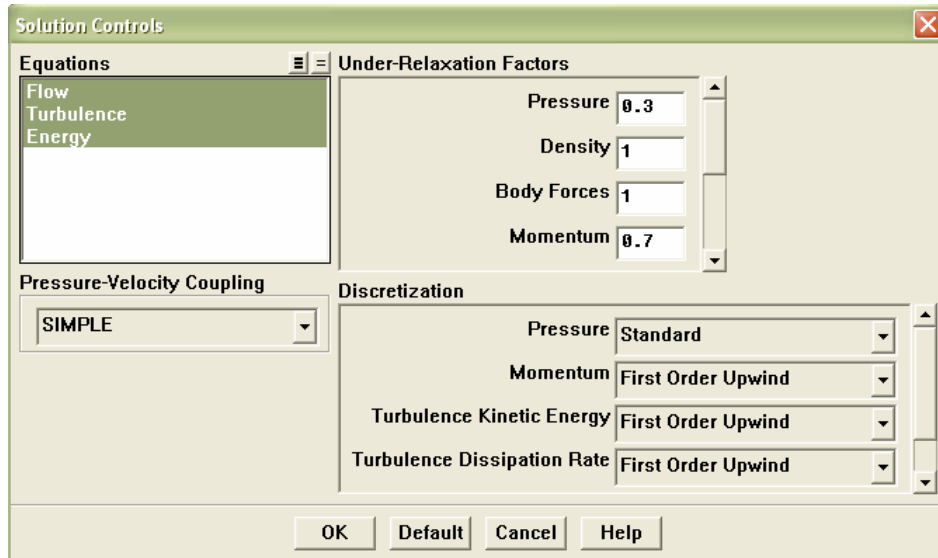 Solution Controls
Equations
Flow
Turbulence
Energy
Under-Relaxation Factors
Pressure 0.3
Density 1
Body Forces 1
Momentum 0.7
Pressure-Velocity Coupling
SIMPLE
Discretization
Pressure Standard
Momentum First Order Upwind
Turbulence Kinetic Energy First Order Upwind
Turbulence Dissipation Rate First Order Upwind
OK Default Cancel Help